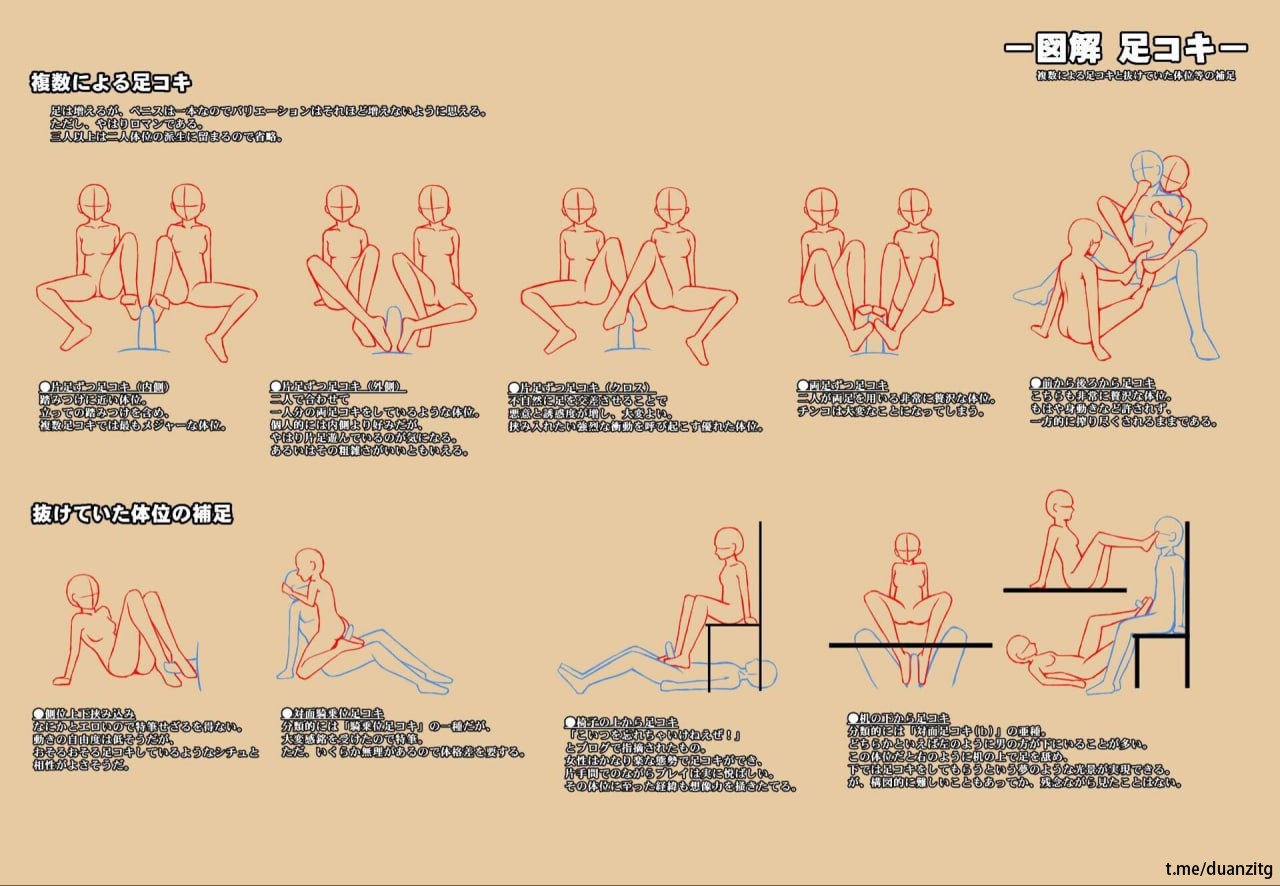 ー図解 足コキー
複数による足コキと抜けていた体位等の補足
複数による足コキ
足は増えるが、ペニスは一本なのでバリエーションはそれほど増えないように思える。
ただし、やはりロマンである。
三人以上は二人体位の派生に留まるので省略。
●片足ずつ足コキ（内側）
踏みつけに近い体位。
立っての踏みつけを含め、
複数足コキでは最もメジャーな体位。
●片足ずつ足コキ（外側）
二人で合わせて
一人分の両足コキをしているような体位。
個人的には内側より好みだが、
やはり片足遊んでいるのが気になる。
あるいはその粗雑さがいいともいえる。
●片足ずつ足コキ（クロス）
不自然に足を交差させることで
悪意と誘惑度が増し、大変よい。
挟み入れたい強烈な衝動を呼び起こす優れた体位。
●両足ずつ足コキ
二人が両足を用いる非常に贅沢な体位。
チンコは大変なことになってしまう。
●前から後ろから足コキ
こちらも非常に贅沢な体位。
もはや身動きなど許されず、
一方的に搾り尽くされるままである。
抜けていた体位の補足
●側位上下挟み込み
なにかとエロいので特筆せざるを得ない。
動きの自由度は低そうだが、
おそるおそる足コキしているようなシチュと
相性がよさそうだ。
●対面騎乗位足コキ
分類的には「騎乗位足コキ」の一種だが、
大変感銘を受けたので特筆。
ただ、いくらか無理があるので体格差を要する。
●椅子の上から足コキ
「こいつを忘れちゃいけねえぜ！」
とブログで指摘されたもの。
女性はかなり楽な態勢で足コキができ、
片手間でのながらプレイは実に悦ばしい。
その体位に至った経緯も想像力を掻きたてる。
●机の下から足コキ
分類的には「対面足コキ（b）」の亜種。
どちらかといえば左のように男の方が下にいることが多い。
この体位だと右のように机の上で足を舐め、
下では足コキをしてもらうという夢のような光景が実現できる。
が、構図的に難しいこともあってか、残念ながら見たことはない。
t.me/duanzitg